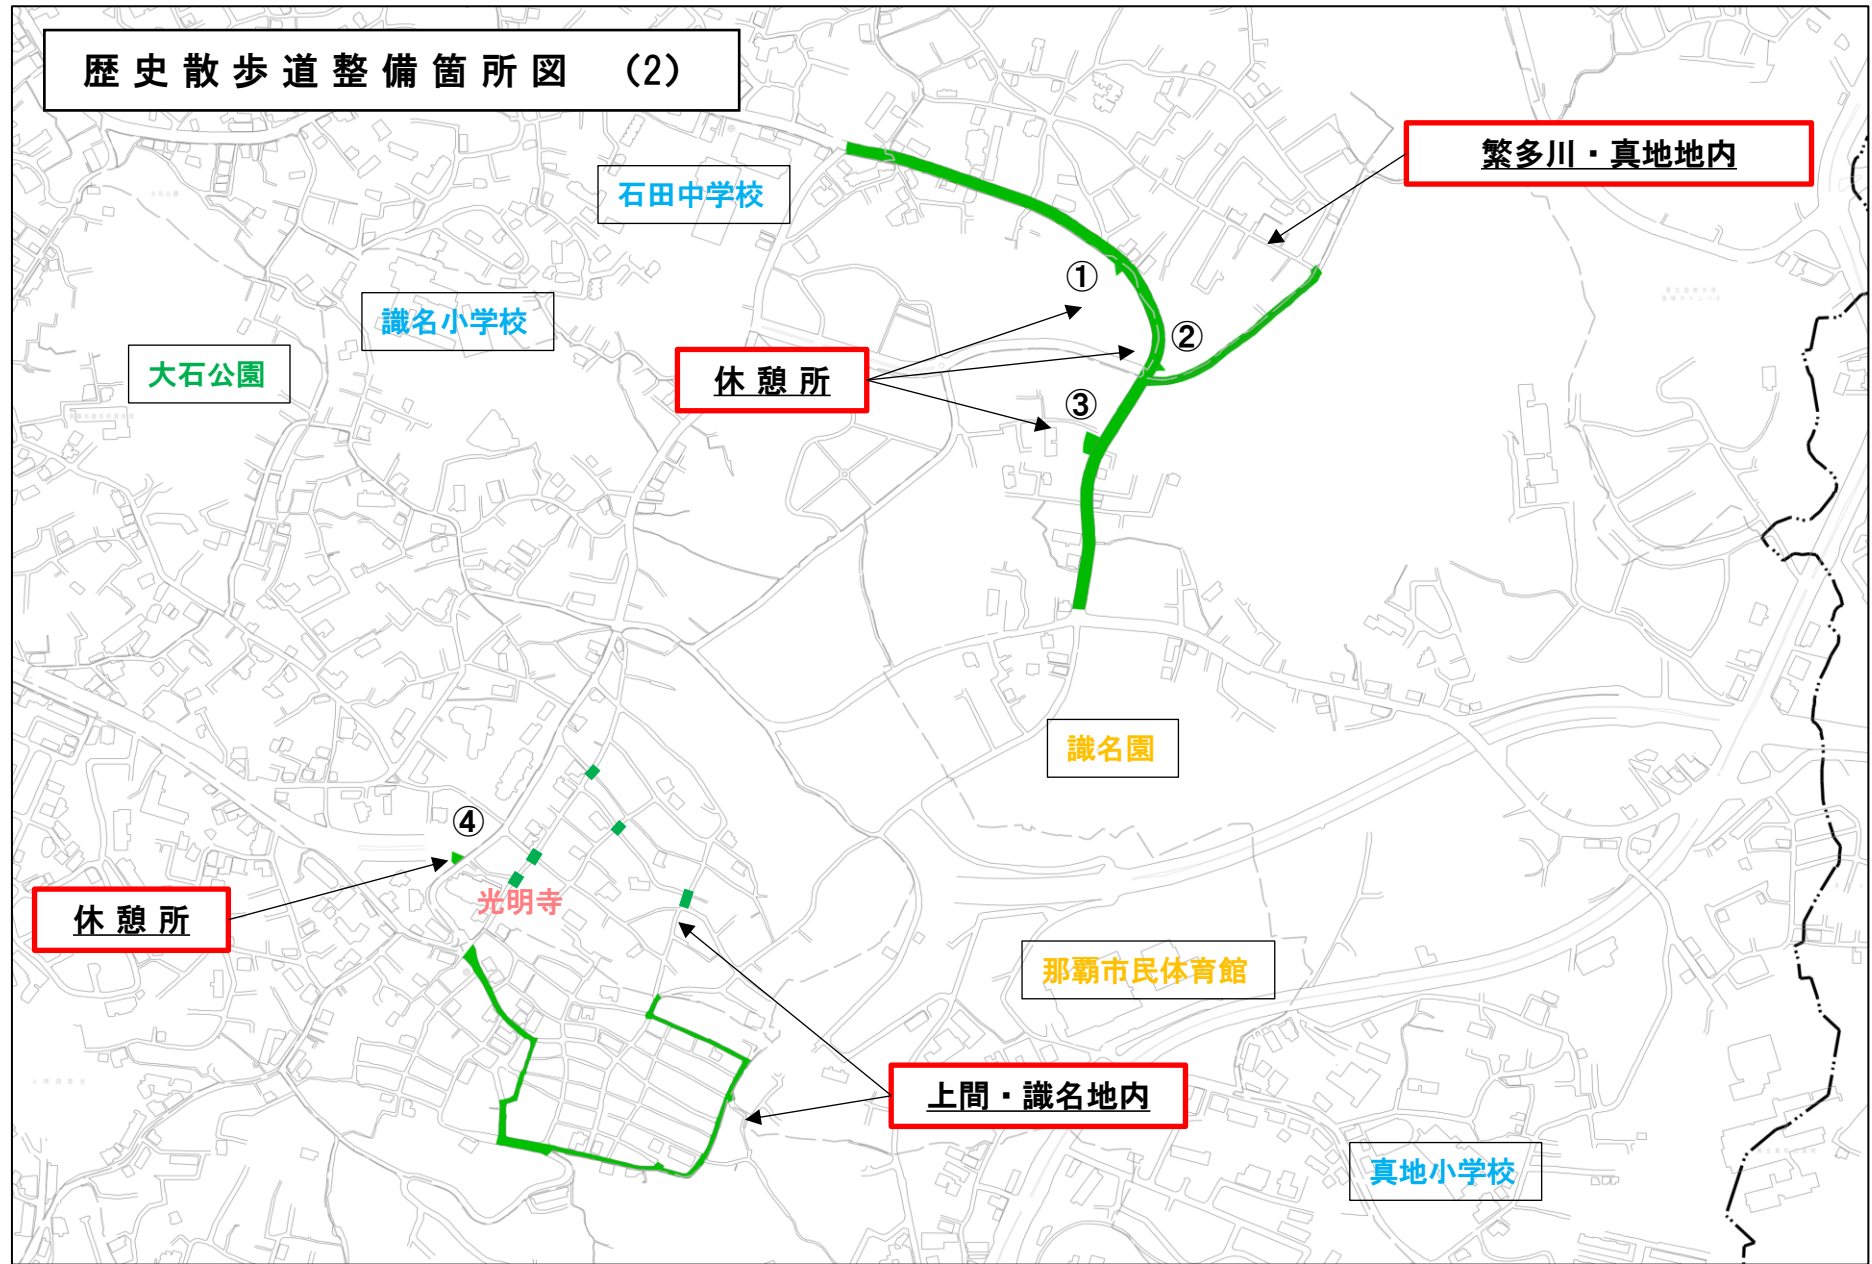 歴史散歩道整備箇所図 (2)
繁多川・真地地内
石田中学校
①
識名小学校
②
大石公園
休憩所
③
識名園
④
光明寺
休憩所
那覇市民体育館
上間・識名地内
真地小学校